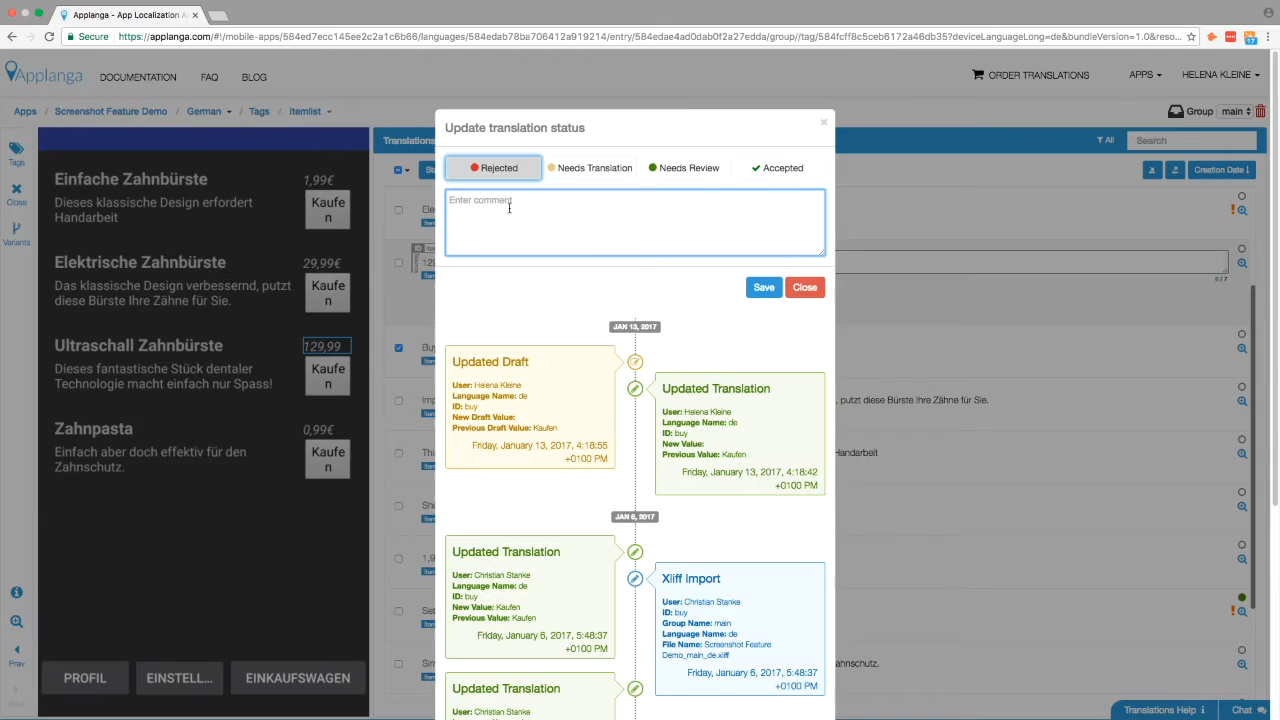 Applanga - App Localization A
Secure
https://applanga.com/#!/mobile-apps/584ed7ecc145ee2c2a1c6b66/languages/584edab78ba706412a919214/entry/584edae4ad0dab0f2a27edda/group//tag/584fcff8c5ceb6172a46db35?deviceLanguageLong=de&bundleVersion=1.0&reso...
17
Applanga
DOCUMENTATION
FAQ
BLOG
ORDER TRANSLATIONS
APPS
HELENA KLEINE
Apps / Screenshot Feature Demo / German / Tags / Itemlist
Group main
Tags
Close
Variants
Prev
Einfache Zahnbürste
1,99€
Dieses klassische Design erfordert
Handarbeit
Kaufe
n
Elektrische Zahnbürste
29,99€
Das klassische Design verbessernd, putzt
diese Bürste Ihre Zähne für Sie.
Kaufe
n
Ultraschall Zahnbürste
129,99
Dieses fantastische Stück dentaler
Technologie macht einfach nur Spaß!
Kaufe
n
Zahnpasta
0,99€
Einfach aber doch effektiv für den
Zahnschutz.
Kaufe
n
PROFIL
EINSTELL...
EINKAUFSWAGEN
Translations
All
Search
Creation Date
Update translation status
×
Rejected
Needs Translation
Needs Review
Accepted
Enter comment
Save
Close
JAN 13, 2017
Updated Draft
User: Helena Kleine
Language Name: de
ID: buy
New Draft Value:
Previous Draft Value: Kaufen
Friday, January 13, 2017, 4:18:55
+0100 PM
Updated Translation
User: Helena Kleine
Language Name: de
ID: buy
New Value:
Previous Value: Kaufen
Friday, January 13, 2017, 4:18:42
+0100 PM
JAN 6, 2017
Updated Translation
User: Christian Stanke
Language Name: de
ID: buy
New Value: Kaufen
Previous Value: Kaufen
Friday, January 6, 2017, 5:48:37
+0100 PM
Xliff Import
User: Christian Stanke
ID: buy
Group Name: main
Language Name: de
File Name: Screenshot Feature
Demo_main_de.xliff
Friday, January 6, 2017, 5:48:37
+0100 PM
Updated Translation
User: Christian Stanke
, putzt diese Bürste Ihre Zähne für Sie.
Handarbeit
ahnschutz.
Translations Help
Chat